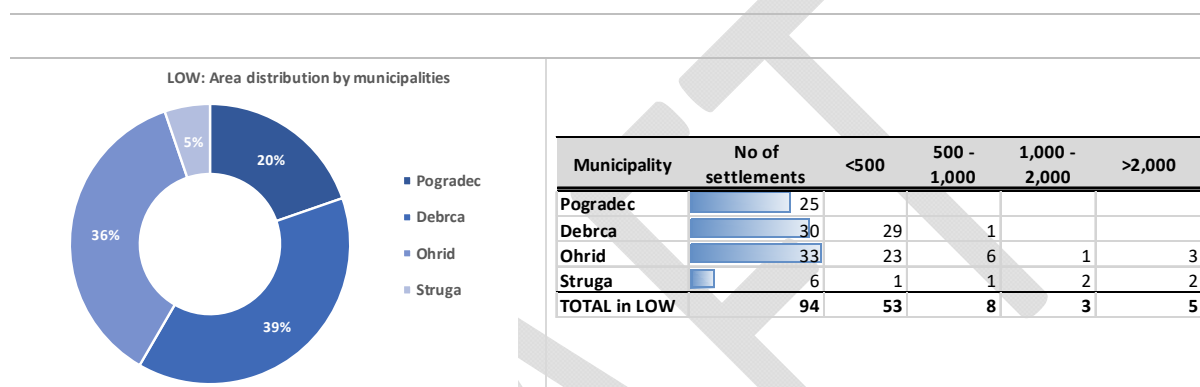 LOW: Area distribution by municipalities
20%
39%
36%
5%
Pogradec
Debrca
Ohrid
Struga
Municipality No of settlements <500 500 - 1,000 1,000 - 2,000 >2,000
Pogradec 25
Debrca 30 29 1
Ohrid 33 23 6 1 3
Struga 6 1 1 2 2
TOTAL in LOW 94 53 8 3 5